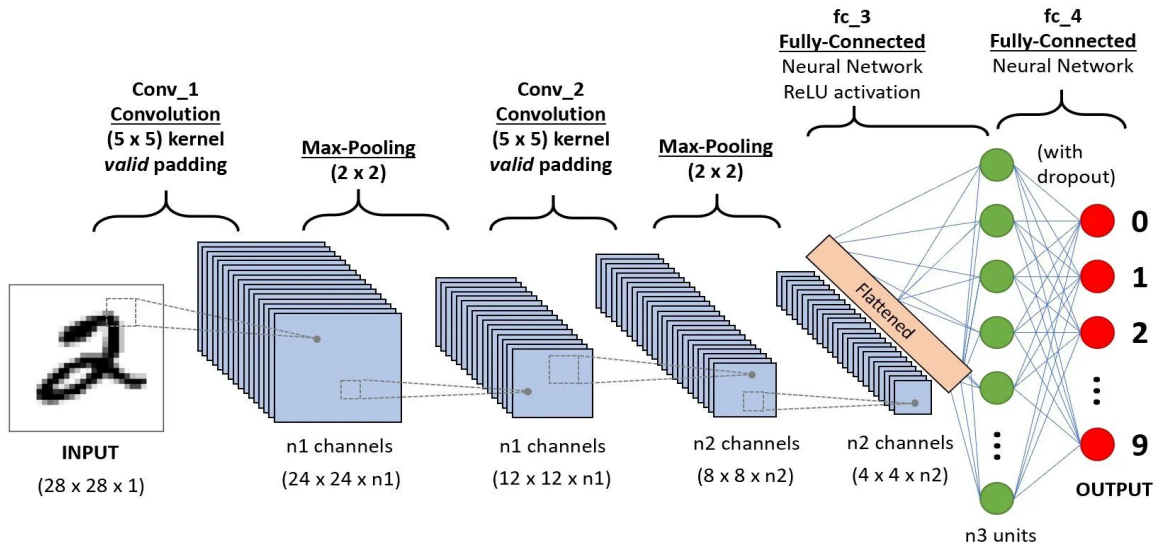 Conv_1
Convolution
(5 x 5) kernel
valid padding
Max-Pooling
(2 x 2)
Conv_2
Convolution
(5 x 5) kernel
valid padding
Max-Pooling
(2 x 2)
fc_3
Fully-Connected
Neural Network
ReLU activation
fc_4
Fully-Connected
Neural Network
(with
dropout)
Flattened
0
1
2
...
9
OUTPUT
2
INPUT
(28 x 28 x 1)
n1 channels
(24 x 24 x n1)
n1 channels
(12 x 12 x n1)
n2 channels
(8 x 8 x n2)
n2 channels
(4 x 4 x n2)
...
n3 units